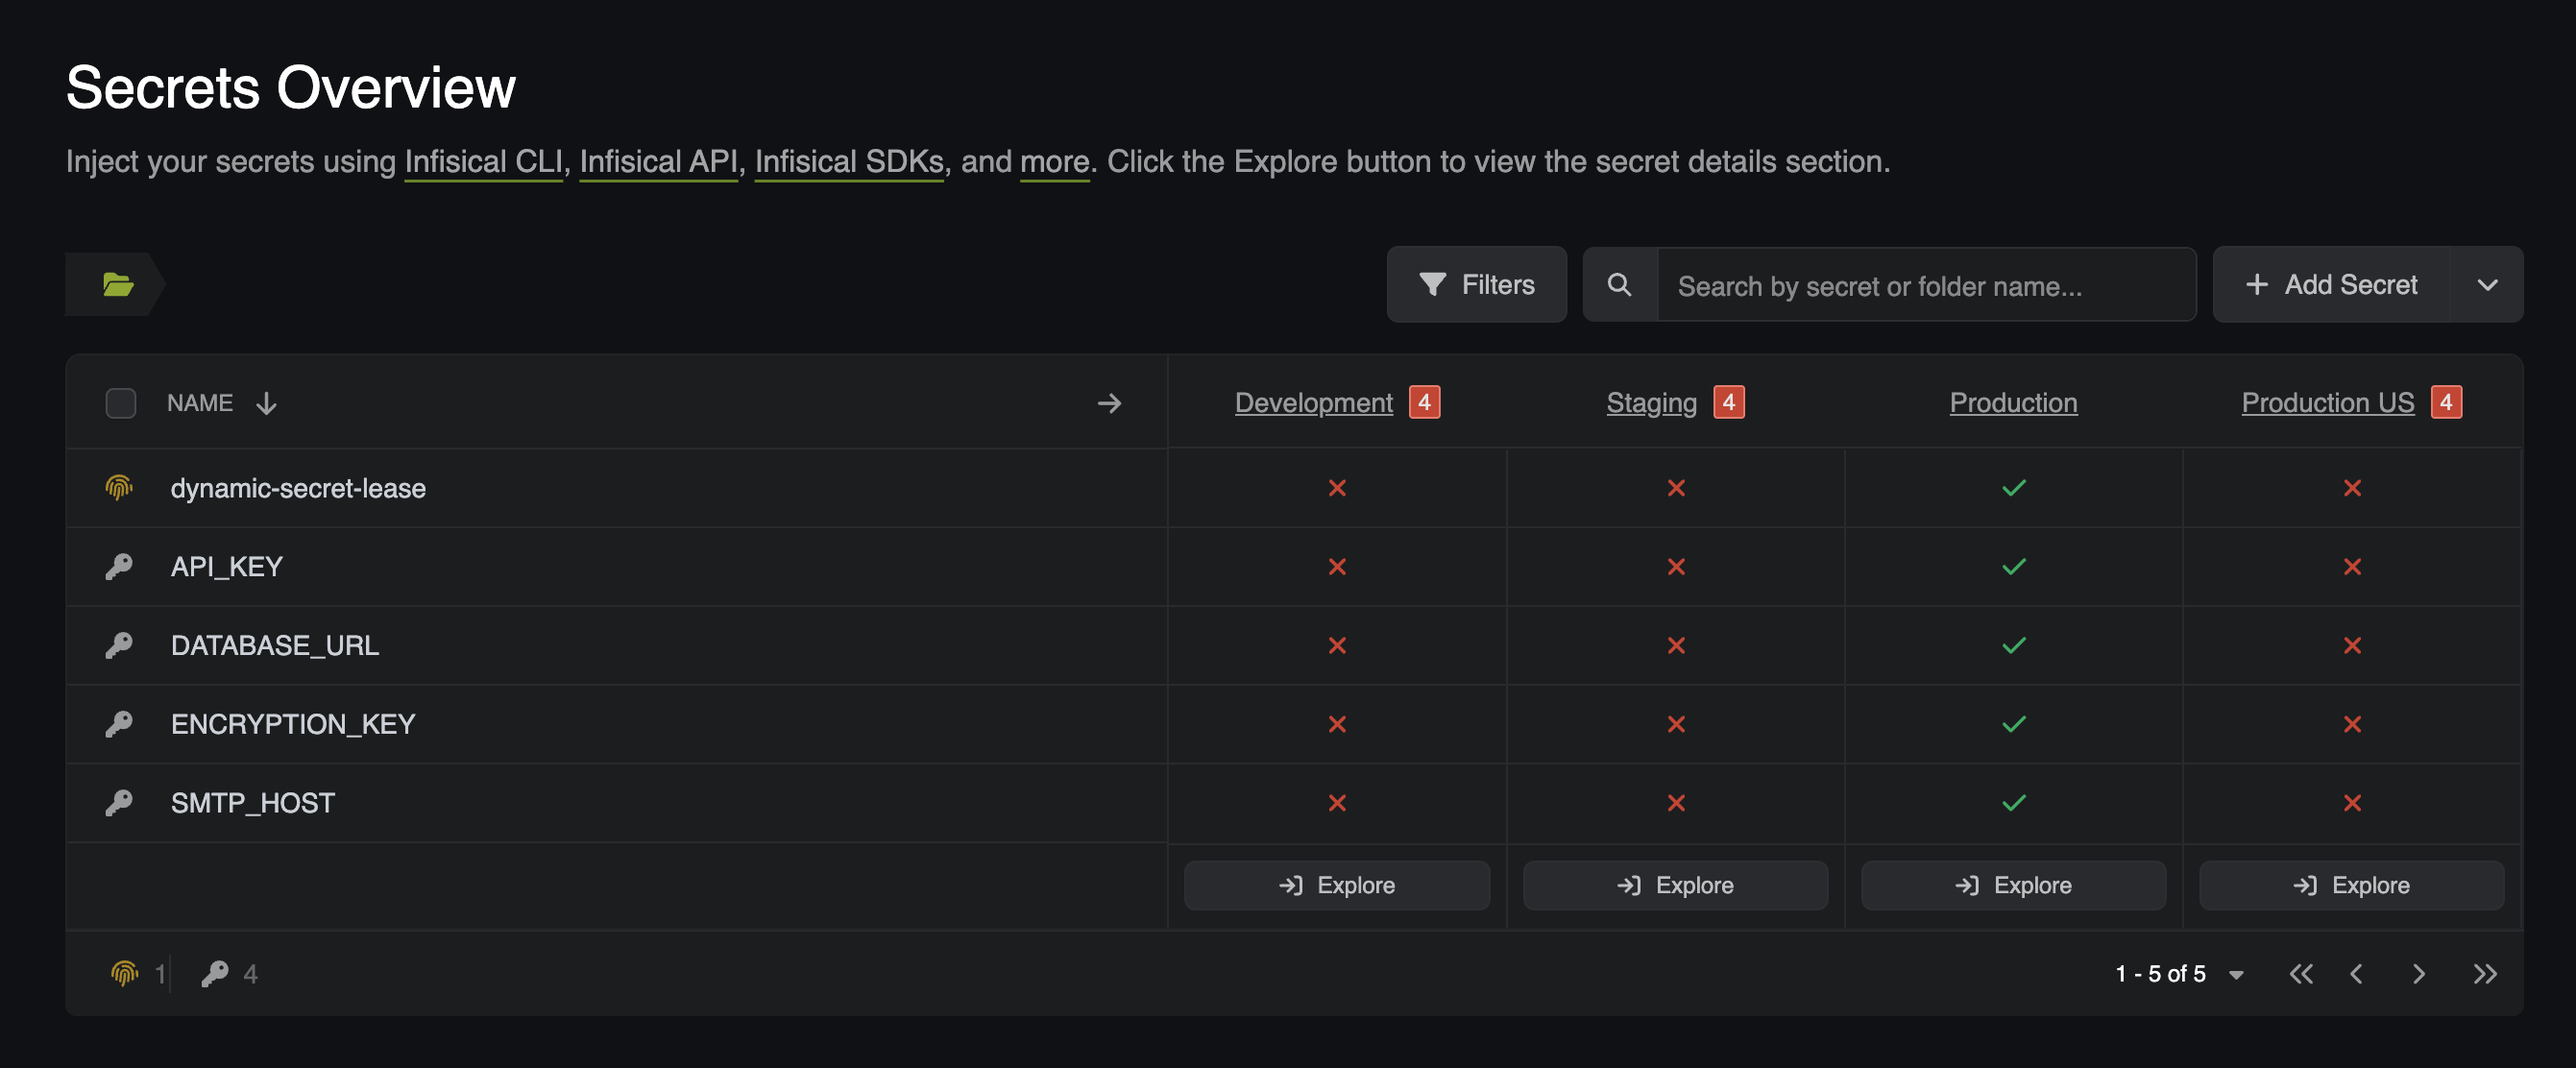 Secrets Overview
Inject your secrets using Infisical CLI, Infisical API, Infisical SDKs, and more. Click the Explore button to view the secret details section.
Filters
Search by secret or folder name...
Add Secret
NAME Development 4 Staging 4 Production Production US 4
dynamic-secret-lease
API_KEY
DATABASE_URL
ENCRYPTION_KEY
SMTP_HOST
Explore Explore Explore Explore
1 4 1 - 5 of 5